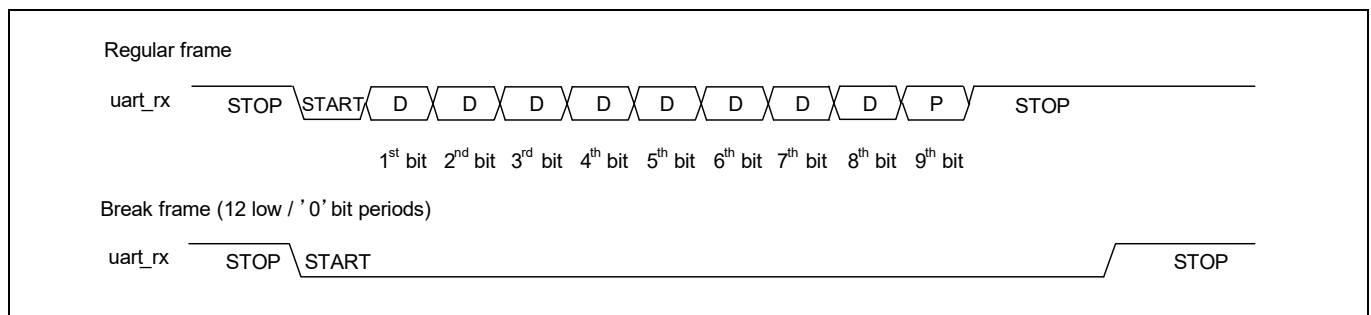 Regular frame
uart_rx STOP START D D D D D D D D P STOP
1st bit 2nd bit 3rd bit 4th bit 5th bit 6th bit 7th bit 8th bit 9th bit
Break frame (12 low / ’0’ bit periods)
uart_rx STOP START STOP